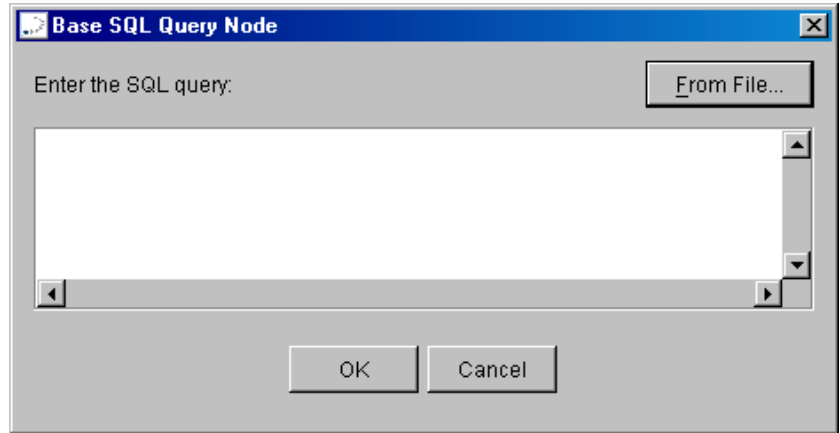 Base SQL Query Node
Enter the SQL query:
From File...
OK
Cancel